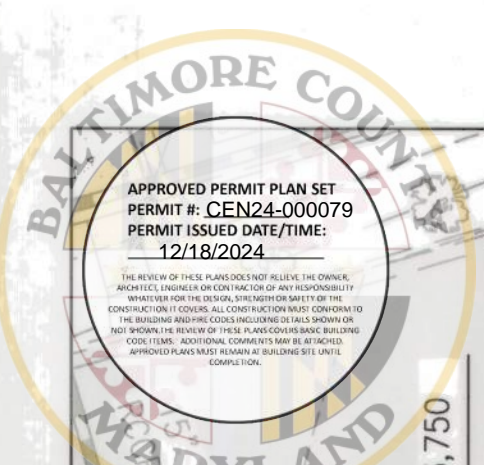 BALTIMORE COUNTY
APPROVED PERMIT PLAN SET
PERMIT #: CEN24-000079
PERMIT ISSUED DATE/TIME:
12/18/2024
THE REVIEW OF THESE PLANS DOES NOT RELIEVE THE OWNER,
ARCHITECT, ENGINEER OR CONTRACTOR OF ANY RESPONSIBILITY
WHATEVER FOR THE DESIGN, STRENGTH OR SAFETY OF THE
CONSTRUCTION IT COVERS. ALL CONSTRUCTION MUST CONFORM TO
THE BUILDING AND FIRE CODES INCLUDING DETAILS SHOWN OR
NOT SHOWN.THE REVIEW OF THESE PLANS COVERS BASIC BUILDING
CODE ITEMS. ADDITIONAL COMMENTS MAY BE ATTACHED.
APPROVED PLANS MUST REMAIN AT BUILDING SITE UNTIL
COMPLETION.
,750
MARYLAND